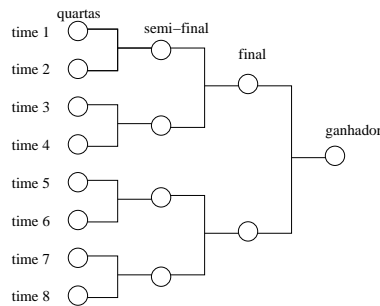 quartas
semi-final
final
ganhador
time 1
time 2
time 3
time 4
time 5
time 6
time 7
time 8